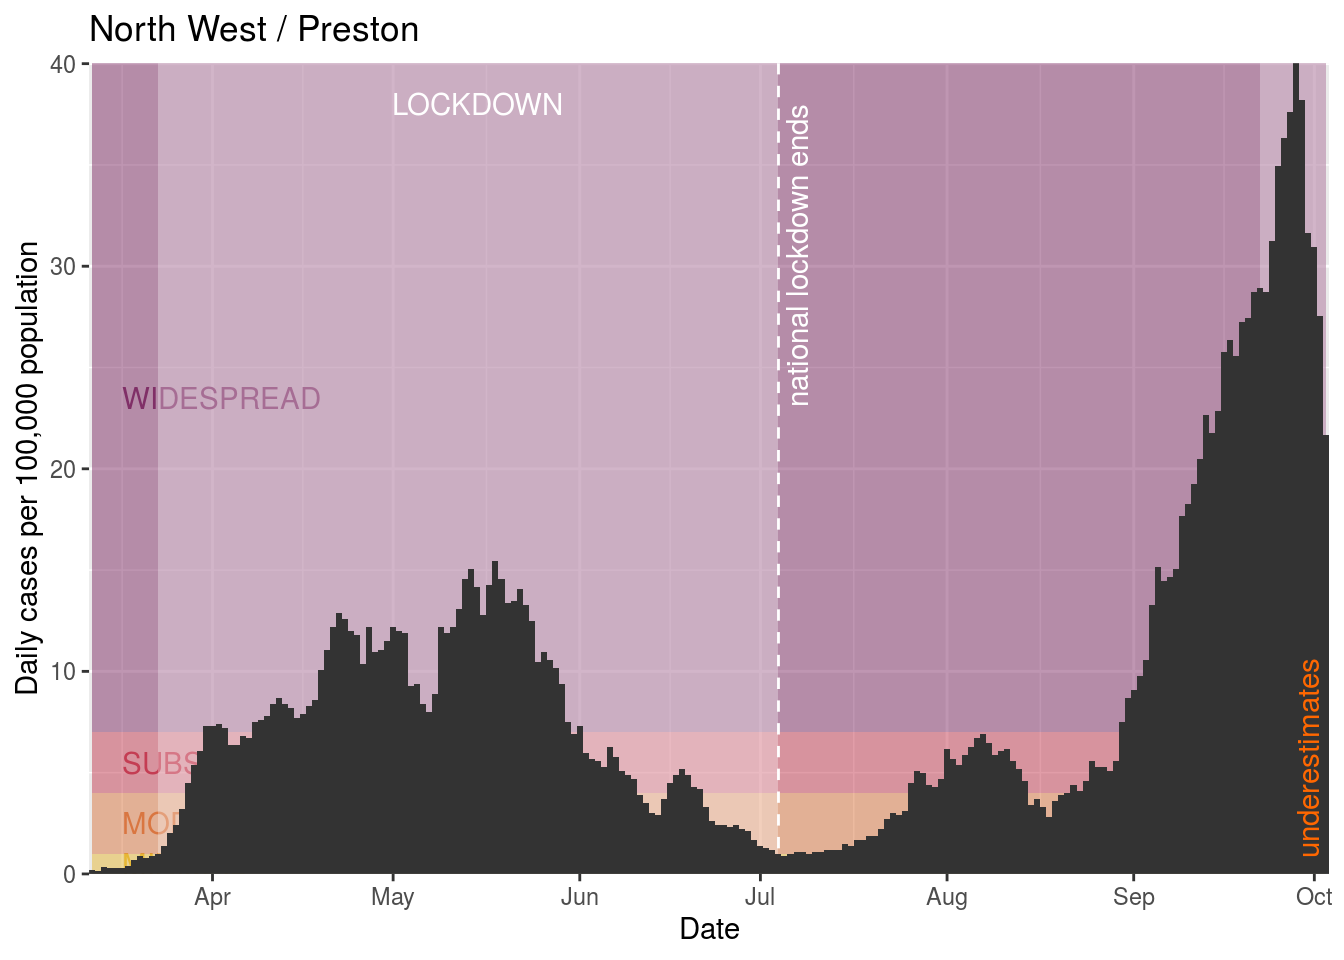 North West / Preston
40
30
20
10
0
Daily cases per 100,000 population
LOCKDOWN
national lockdown ends
WIDESPREAD
SUBS
MO
underestimates
Apr
May
Jun
Jul
Aug
Sep
Oct
Date